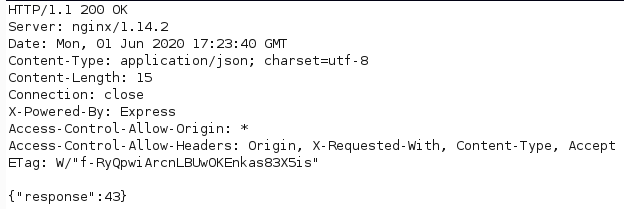 HTTP/1.1 200 OK
Server: nginx/1.14.2
Date: Mon, 01 Jun 2020 17:23:40 GMT
Content-Type: application/json; charset=utf-8
Content-Length: 15
Connection: close
X-Powered-By: Express
Access-Control-Allow-Origin: *
Access-Control-Allow-Headers: Origin, X-Requested-With, Content-Type, Accept
ETag: W/"f-RyQpwiArcnLBUwOKEnkas83X5is"
{"response":43}